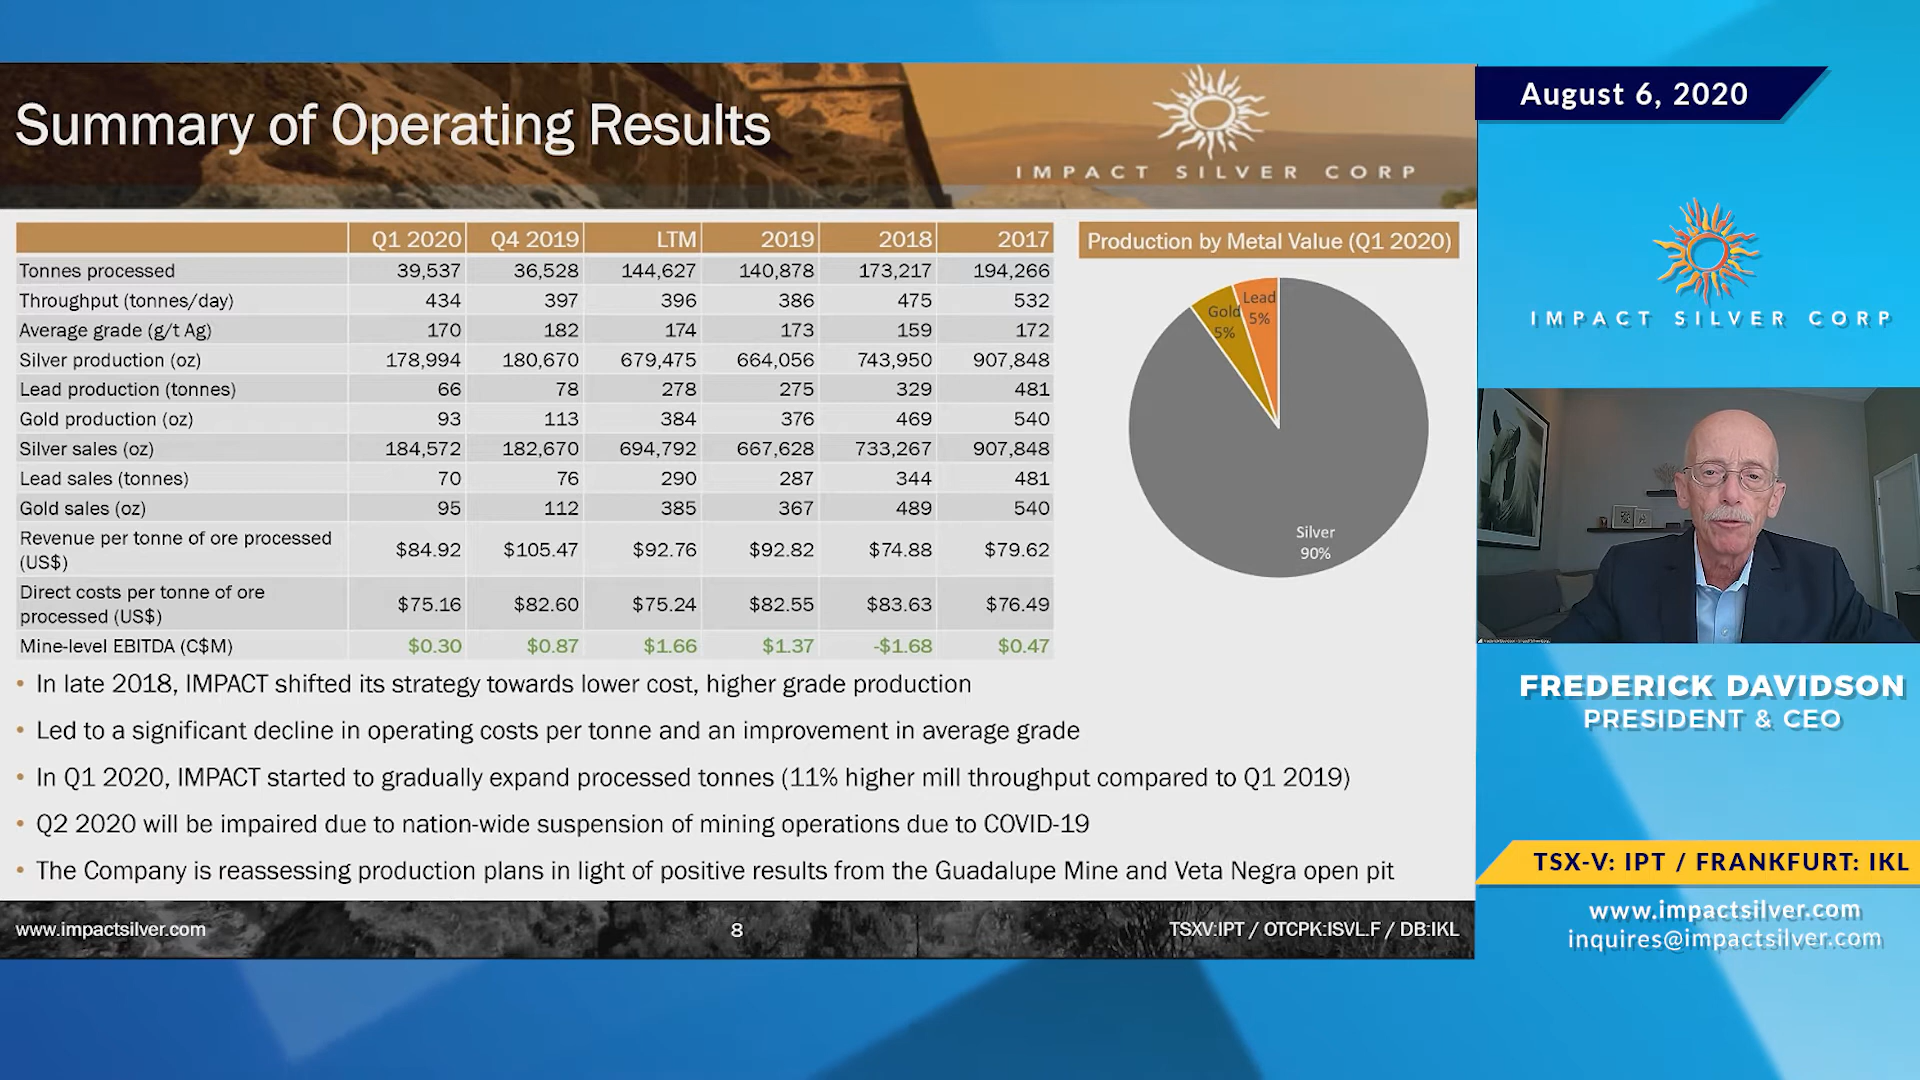 Summary of Operating Results
IMPACT SILVER CORP
Q1 2020 Q4 2019 LTM 2019 2018 2017
Tonnes processed 39,537 36,528 144,627 140,878 173,217 194,266
Throughput (tonnes/day) 434 397 396 386 475 532
Average grade (g/t Ag) 170 182 174 173 159 172
Silver production (oz) 178,994 180,670 679,475 664,056 743,950 907,848
Lead production (tonnes) 66 78 278 275 329 481
Gold production (oz) 93 113 384 376 469 540
Silver sales (oz) 184,572 182,670 694,792 667,628 733,267 907,848
Lead sales (tonnes) 70 76 290 287 344 481
Gold sales (oz) 95 112 385 367 489 540
Revenue per tonne of ore processed
(US$) $84.92 $105.47 $92.76 $92.82 $74.88 $79.62
Direct costs per tonne of ore
processed (US$) $75.16 $82.60 $75.24 $82.55 $83.63 $76.49
Mine-level EBITDA (C$M) $0.30 $0.87 $1.66 $1.37 -$1.68 $0.47
Production by Metal Value (Q1 2020)
Lead
5%
Gold
5%
Silver
90%
• In late 2018, IMPACT shifted its strategy towards lower cost, higher grade production
• Led to a significant decline in operating costs per tonne and an improvement in average grade
• In Q1 2020, IMPACT started to gradually expand processed tonnes (11% higher mill throughput compared to Q1 2019)
• Q2 2020 will be impaired due to nation-wide suspension of mining operations due to COVID-19
• The Company is reassessing production plans in light of positive results from the Guadalupe Mine and Veta Negra open pit
www.impactsilver.com 8 TSXV:IPT / OTCPK:ISVL.F / DB:IKL
August 6, 2020
IMPACT SILVER CORP
FREDERICK DAVIDSON
PRESIDENT & CEO
TSX-V: IPT / FRANKFURT: IKL
www.impactsilver.com
inquires@impactsilver.com